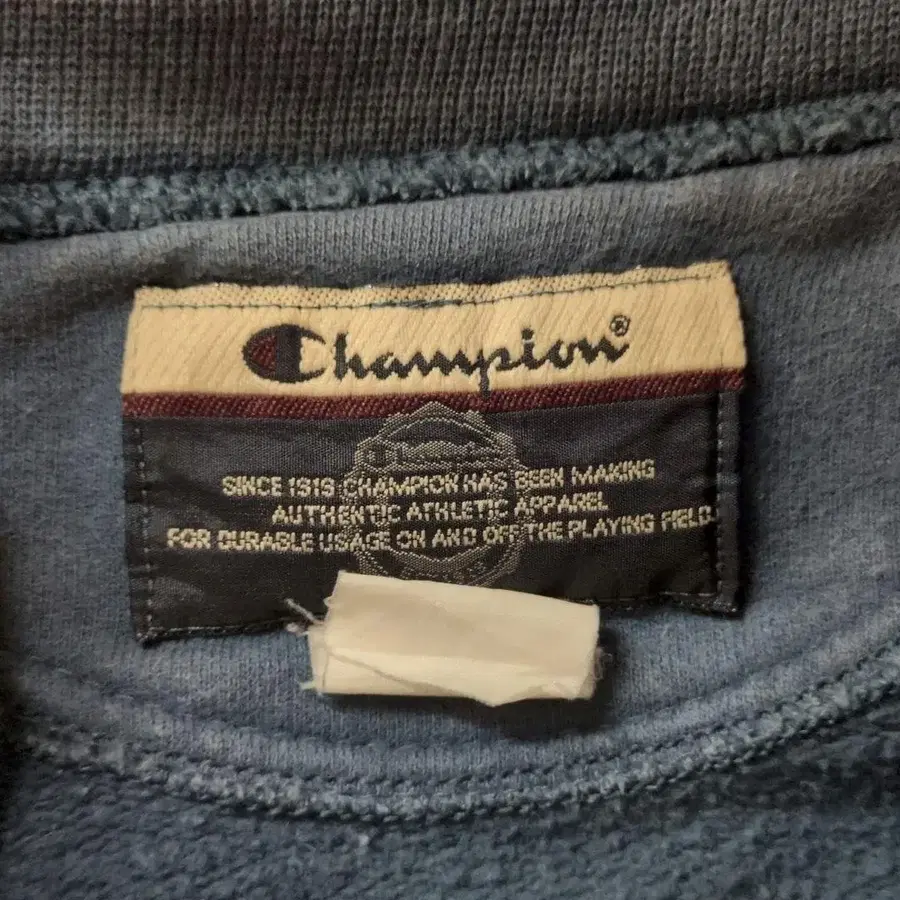 Champion®
SINCE 1919 CHAMPION HAS BEEN MAKING
AUTHENTIC ATHLETIC APPAREL
FOR DURABLE USAGE ON AND OFF THE PLAYING FIELD.